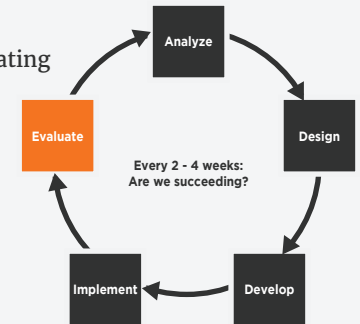 Analyze
Evaluate
Design
Every 2 - 4 weeks:
Are we succeeding?
Implement
Develop